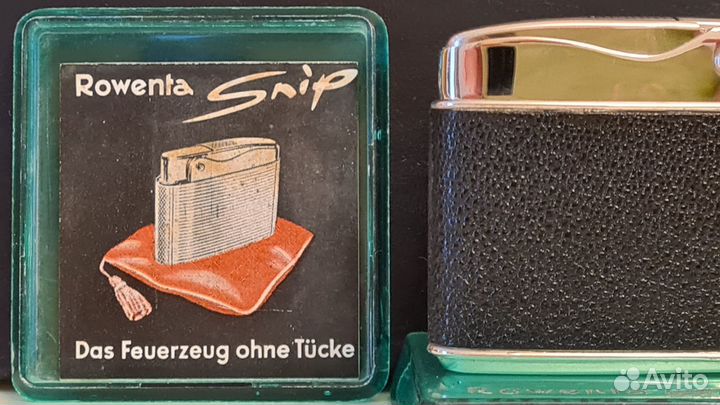 Rowenta Snip
Das Feuerzeug ohne Tücke
Avito